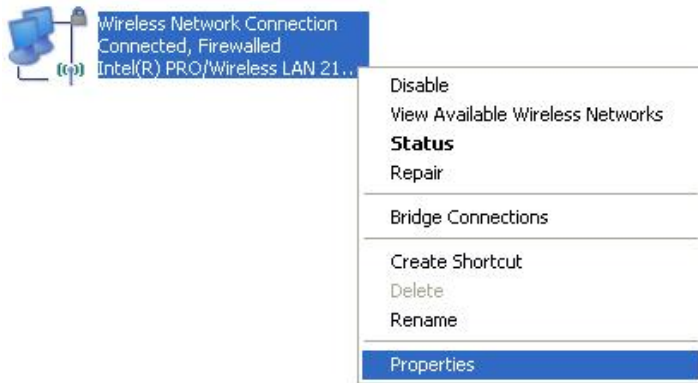 Wireless Network Connection
Connected, Firewalled
Intel(R) PRO/Wireless LAN 21...
Disable
View Available Wireless Networks
Status
Repair
Bridge Connections
Create Shortcut
Delete
Rename
Properties